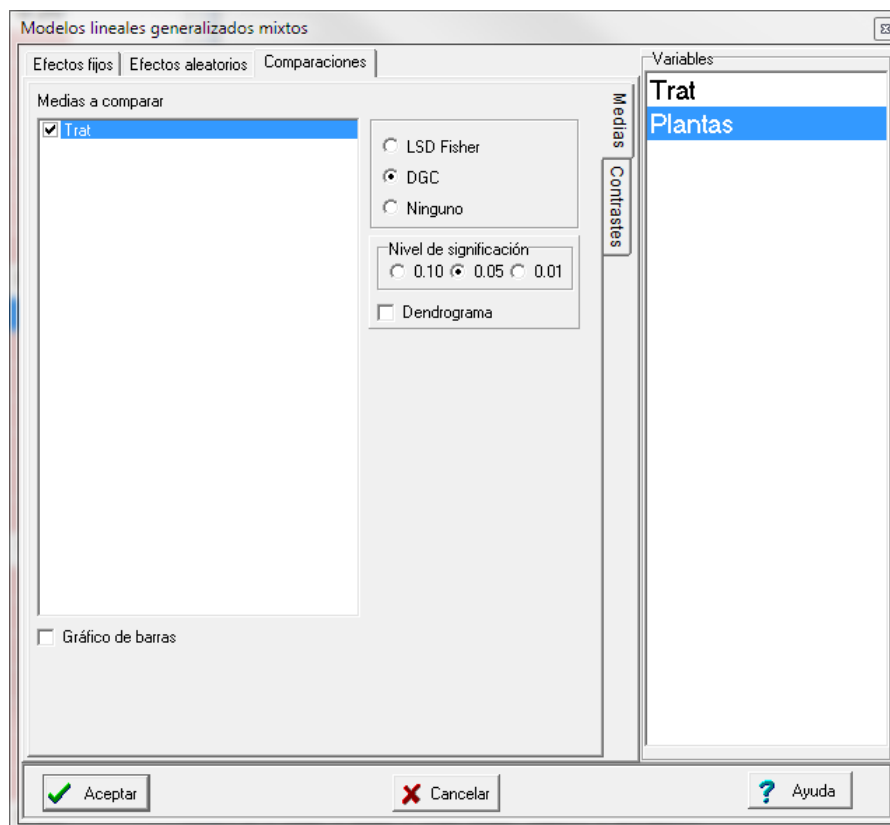 Modelos lineales generalizados mixtos
Efectos fijos Efectos aleatorios Comparaciones
Medias a comparar
Trat
LSD Fisher
DGC
Ninguno
Nivel de significación
0.10 0.05 0.01
Dendrograma
Gráfico de barras
Medias
Contrastes
Variables
Trat
Plantas
Aceptar
Cancelar
? Ayuda